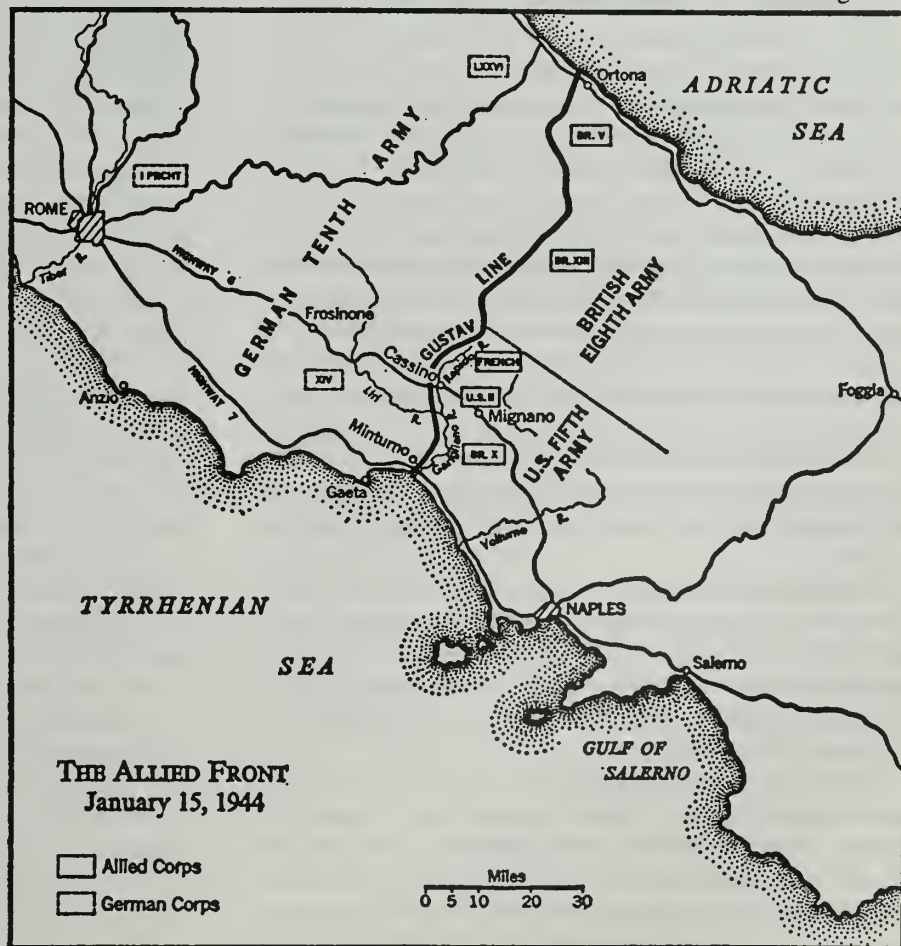 LXXVI
Ortona
ADRIATIC
SEA
BR. V
ARMY
I PRCHT
ROME
Tiber R.
HIGHWAY 6
TENTH
LINE
BR. XIII
BRITISH
EIGHTH ARMY
GERMAN
Frosinone
GUSTAV
Cassino
Rapido R.
FRENCH
XIV
HIGHWAY 7
Anzio
Liri R.
U.S. II
Mignano
Foggia
Minturno
Garigliano R.
BR. X
U.S. FIFTH
ARMY
Gaeta
Volturno R.
TYRRHENIAN
SEA
NAPLES
Salerno
GULF OF
SALERNO
THE ALLIED FRONT
January 15, 1944
Allied Corps
German Corps
Miles
0 5 10 20 30